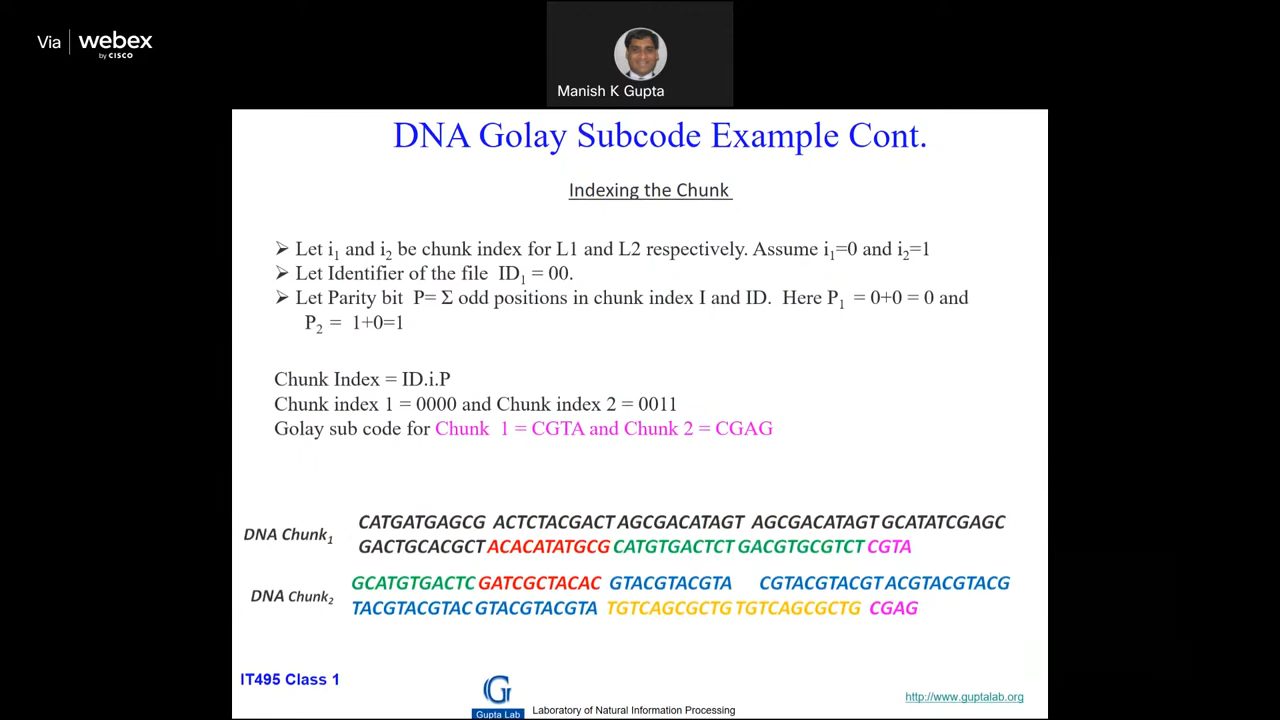 Via webex
by CISCO
Manish K Gupta
DNA Golay Subcode Example Cont.
Indexing the Chunk
➢ Let i₁ and i₂ be chunk index for L1 and L2 respectively. Assume i₁=0 and i₂=1
➢ Let Identifier of the file ID₁ = 00.
➢ Let Parity bit P= Σ odd positions in chunk index I and ID. Here P₁ = 0+0 = 0 and
P₂ = 1+0=1
Chunk Index = ID.i.P
Chunk index 1 = 0000 and Chunk index 2 = 0011
Golay sub code for Chunk 1 = CGTA and Chunk 2 = CGAG
DNA Chunk₁ CATGATGAGCG ACTCTACGACT AGCGACATAGT AGCGACATAGT GCATATCGAGC
GACTGCACGCT ACACATATGCG CATGTGACTCT GACGTGCGTCT CGTA
DNA Chunk₂ GCATGTGACTC GATCGCTACAC GTACGTACGTA CGTACGTACGT ACGTACGTACG
TACGTACGTAC GTACGTACGTA TGTCAGCGCTG TGTCAGCGCTG CGAG
IT495 Class 1
G
Gupta Lab
Laboratory of Natural Information Processing
http://www.guptalab.org